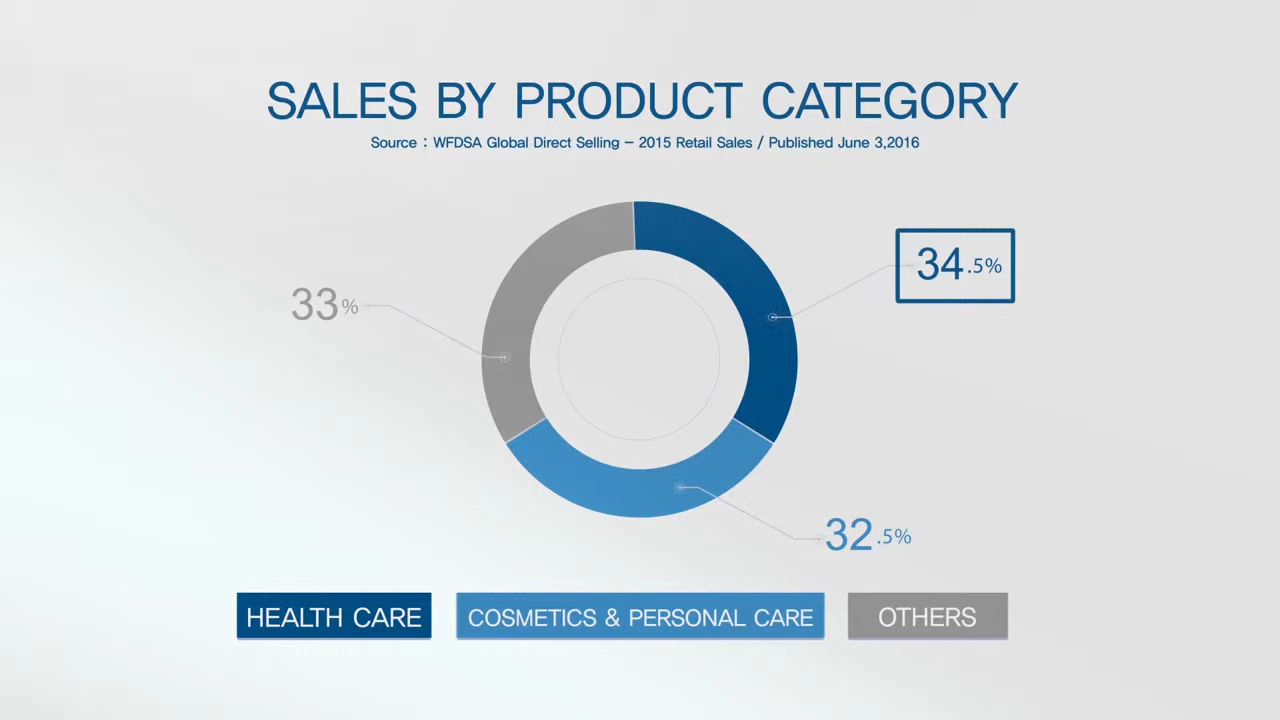 SALES BY PRODUCT CATEGORY
Source : WFDSA Global Direct Selling – 2015 Retail Sales / Published June 3,2016
34.5%
33%
32.5%
HEALTH CARE
COSMETICS & PERSONAL CARE
OTHERS